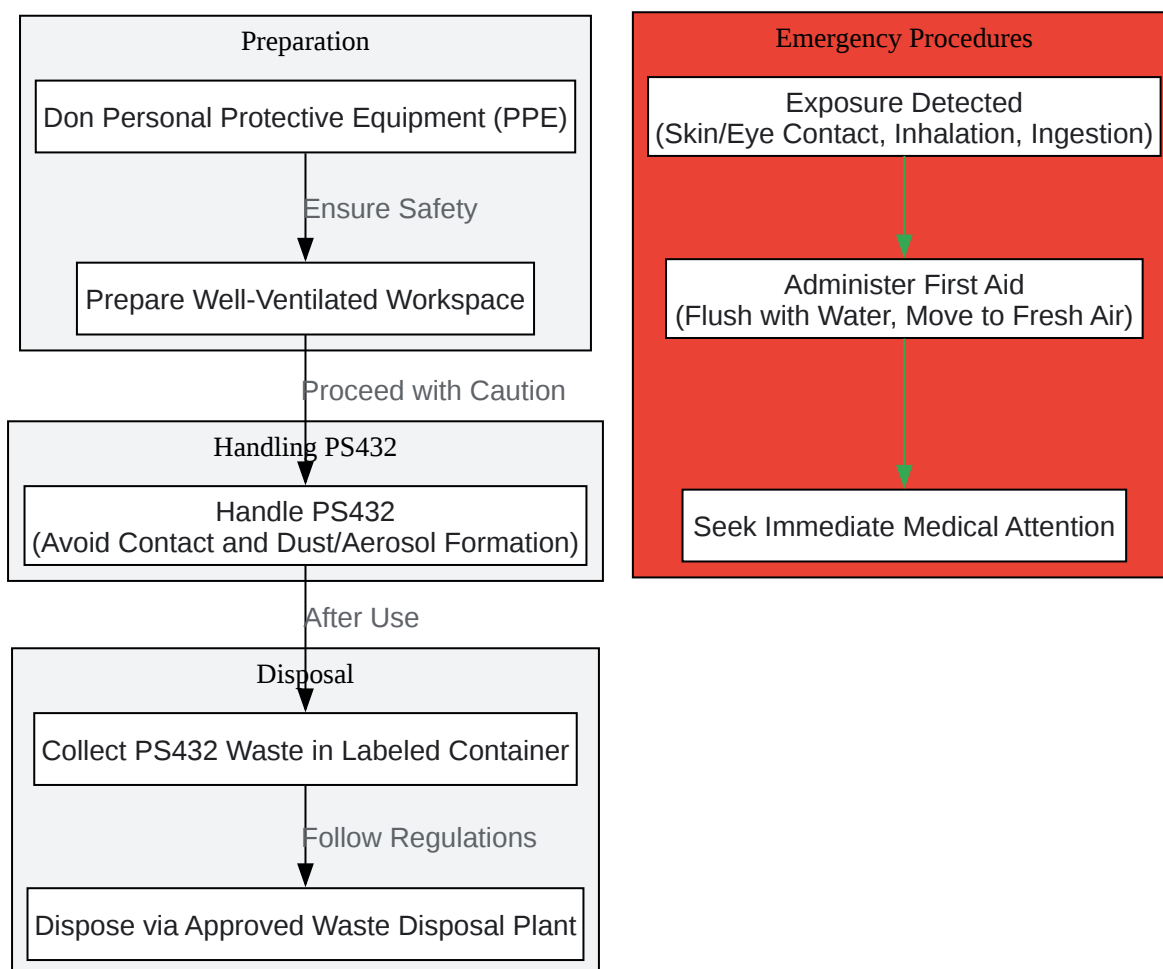 Preparation
Don Personal Protective Equipment (PPE)
Ensure Safety
Prepare Well-Ventilated Workspace
Proceed with Caution
Handling PS432
Handle PS432
(Avoid Contact and Dust/Aerosol Formation)
After Use
Disposal
Collect PS432 Waste in Labeled Container
Follow Regulations
Dispose via Approved Waste Disposal Plant
Emergency Procedures
Exposure Detected
(Skin/Eye Contact, Inhalation, Ingestion)
Administer First Aid
(Flush with Water, Move to Fresh Air)
Seek Immediate Medical Attention